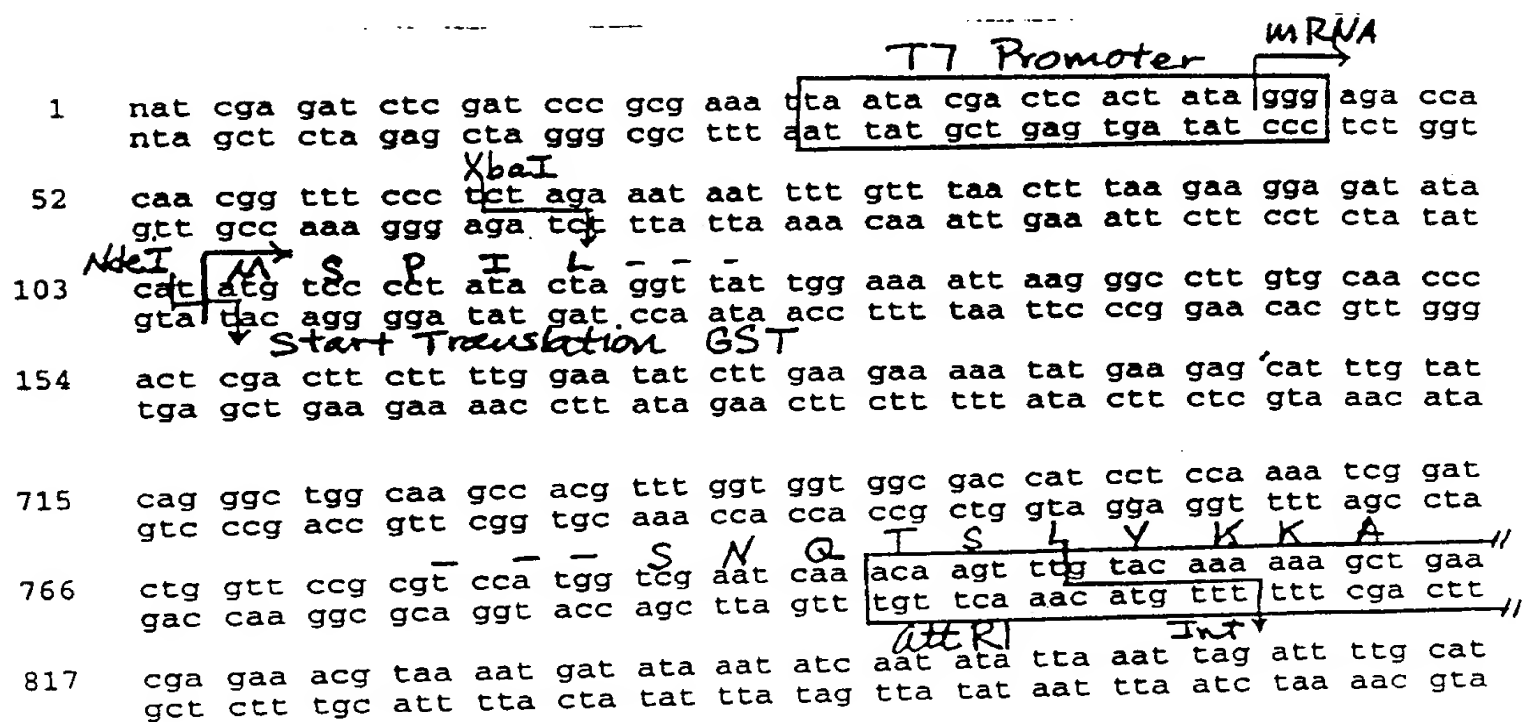 mRNA
T7 Promoter
1 nat cga gat ctc gat ccc gcg aaa tta ata cga ctc act ata ggg aga cca
nta gct cta gag cta ggg cgc ttt aat tat gct gag tga tat ccc tct ggt
XbaI
52 caa cgg ttt ccc tct aga aat aat ttt gtt taa ctt taa gaa gga gat ata
gtt gcc aaa ggg aga tct tta tta aaa caa att gaa att ctt cct cta tat
NdeI M S P I L - - -
103 cat atg tcc cct ata cta ggt tat tgg aaa att aag ggc ctt gtg caa ccc
gta tac agg gga tat gat cca ata acc ttt taa ttc ccg gaa cac gtt ggg
Start Translation GST
154 act cga ctt ctt ttg gaa tat ctt gaa gaa aaa tat gaa gag cat ttg tat
tga gct gaa gaa aac ctt ata gaa ctt ctt ttt ata ctt ctc gta aac ata
715 cag ggc tgg caa gcc acg ttt ggt ggt ggc gac cat cct cca aaa tcg gat
gtc ccg acc gtt cgg tgc aaa cca cca ccg ctg gta gga ggt ttt agc cta
- - - S N Q T S L Y K K A
766 ctg gtt ccg cgt cca tgg tcg aat caa aca agt ttg tac aaa aaa gct gaa
gac caa ggc gca ggt acc agc tta gtt tgt tca aac atg ttt ttt cga ctt
attR1 Int
817 cga gaa acg taa aat gat ata aat atc aat ata tta aat tag att ttg cat
gct ctt tgc att tta cta tat tta tag tta tat aat tta atc taa aac gta